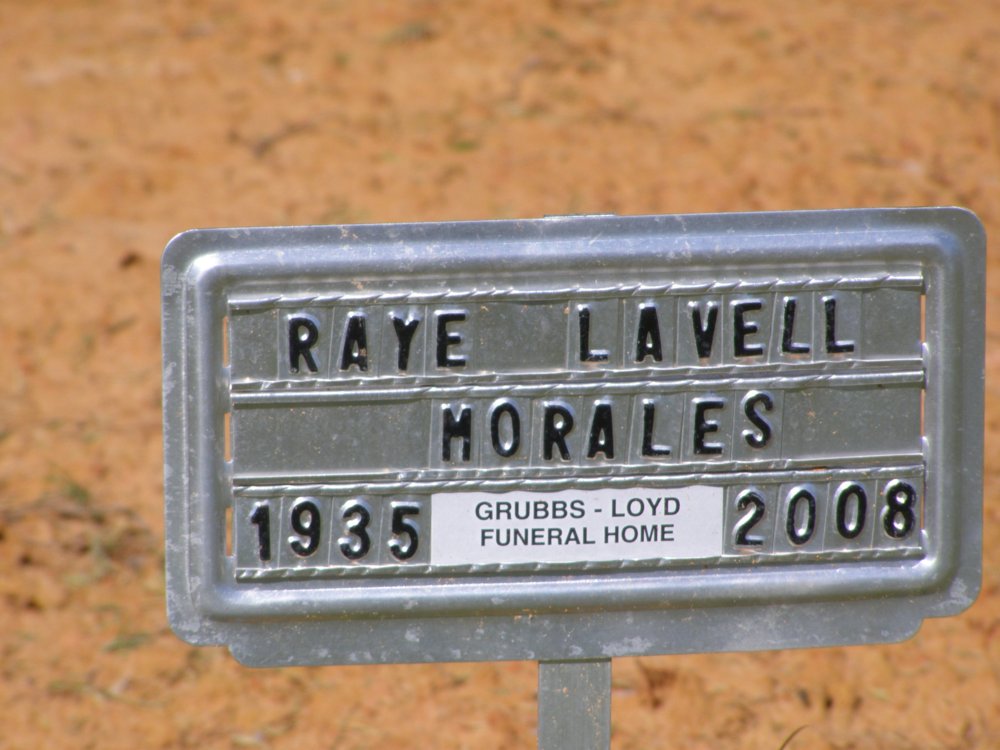 RAYE LAVELL
MORALES
1935 GRUBBS - LOYD FUNERAL HOME 2008